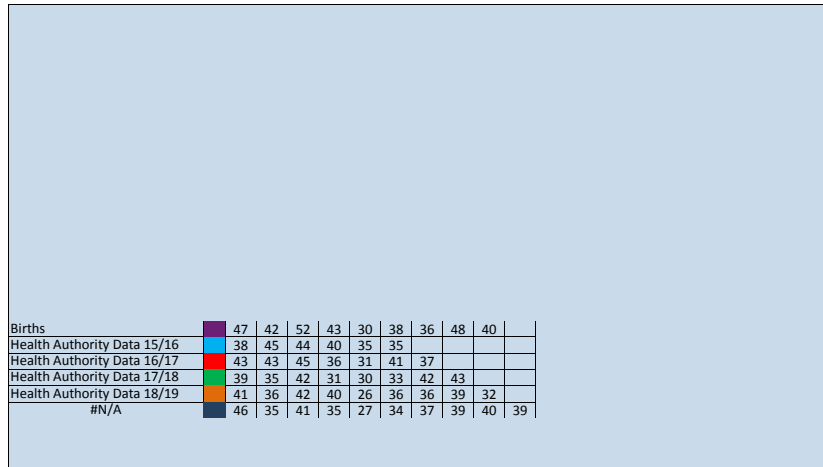 Births 47 42 52 43 30 38 36 48 40
Health Authority Data 15/16 38 45 44 40 35 35
Health Authority Data 16/17 43 43 45 36 31 41 37
Health Authority Data 17/18 39 35 42 31 30 33 42 43
Health Authority Data 18/19 41 36 42 40 26 36 36 39 32
#N/A 46 35 41 35 27 34 37 39 40 39